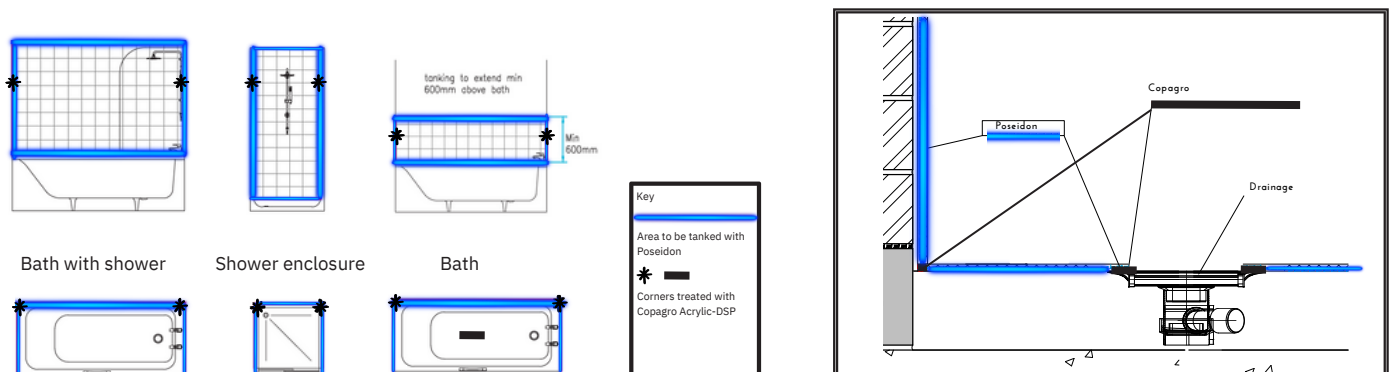 tanking to extend min
600mm above bath
Min
600mm
Bath with shower
Shower enclosure
Bath
Key
Area to be tanked with
Poseidon
Corners treated with
Copagro Acrylic-DSP
Copagro
Poseidon
Drainage